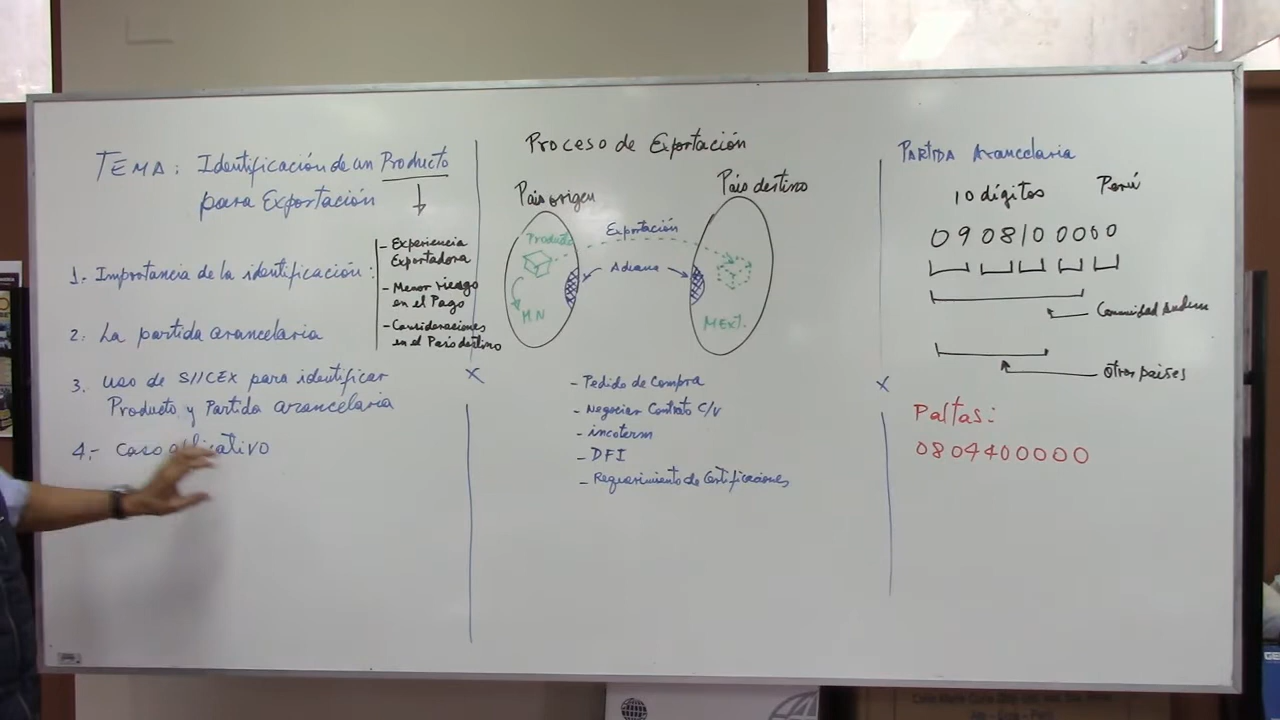 TEMA: Identificación de un Producto
para Exportación
1.- Importancia de la identificación:
- Experiencia
Exportadora
- Menor riesgo
en el Pago
- Consideraciones
en el País destino
2. La partida arancelaria
3. Uso de SIICEX para identificar
Producto y Partida arancelaria
4.- Caso aplicativo
Proceso de Exportación
País origen
País destino
Producto
Exportación
Aduana
MN
MExt.
- Pedido de Compra
- Negociar Contrato C/V
- incoterm
- DFI
- Requerimiento de Certificaciones
PARTIDA Arancelaria
10 dígitos Perú
0908100000
Comunidad Andina
otros países
Paltas:
0804400000